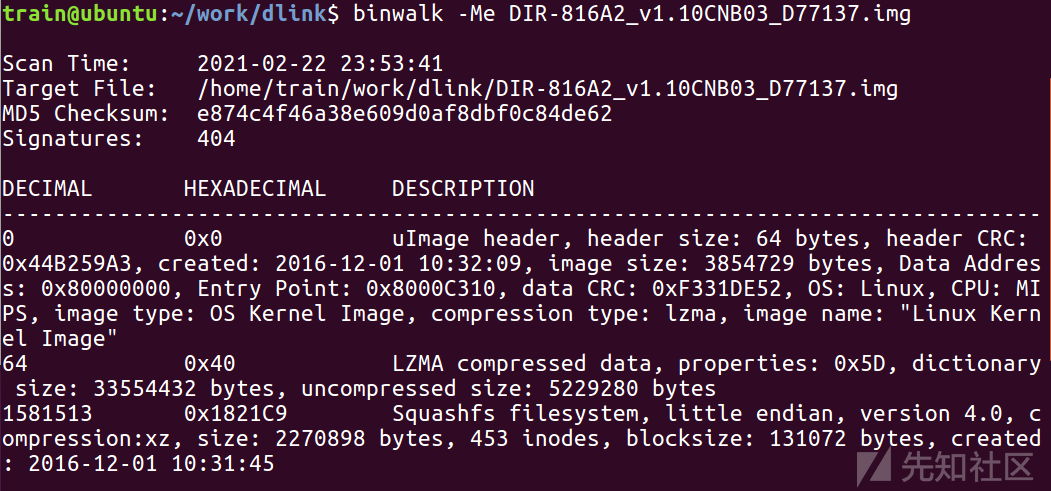 train@ubuntu:~/work/dlink$ binwalk -Me DIR-816A2_v1.10CNB03_D77137.img
Scan Time:     2021-02-22 23:53:41
Target File:   /home/train/work/dlink/DIR-816A2_v1.10CNB03_D77137.img
MD5 Checksum:  e874c4f46a38e609d0af8dbf0c84de62
Signatures:    404
DECIMAL       HEXADECIMAL     DESCRIPTION
--------------------------------------------------------------------------------
0             0x0             uImage header, header size: 64 bytes, header CRC:
0x44B259A3, created: 2016-12-01 10:32:09, image size: 3854729 bytes, Data Addres
s: 0x80000000, Entry Point: 0x8000C310, data CRC: 0xF331DE52, OS: Linux, CPU: MI
PS, image type: OS Kernel Image, compression type: lzma, image name: "Linux Kern
el Image"
64            0x40            LZMA compressed data, properties: 0x5D, dictionary
 size: 33554432 bytes, uncompressed size: 5229280 bytes
1581513       0x1821C9        Squashfs filesystem, little endian, version 4.0, c
ompression:xz, size: 2270898 bytes, 453 inodes, blocksize: 131072 bytes, created
: 2016-12-01 10:31:45
先知社区